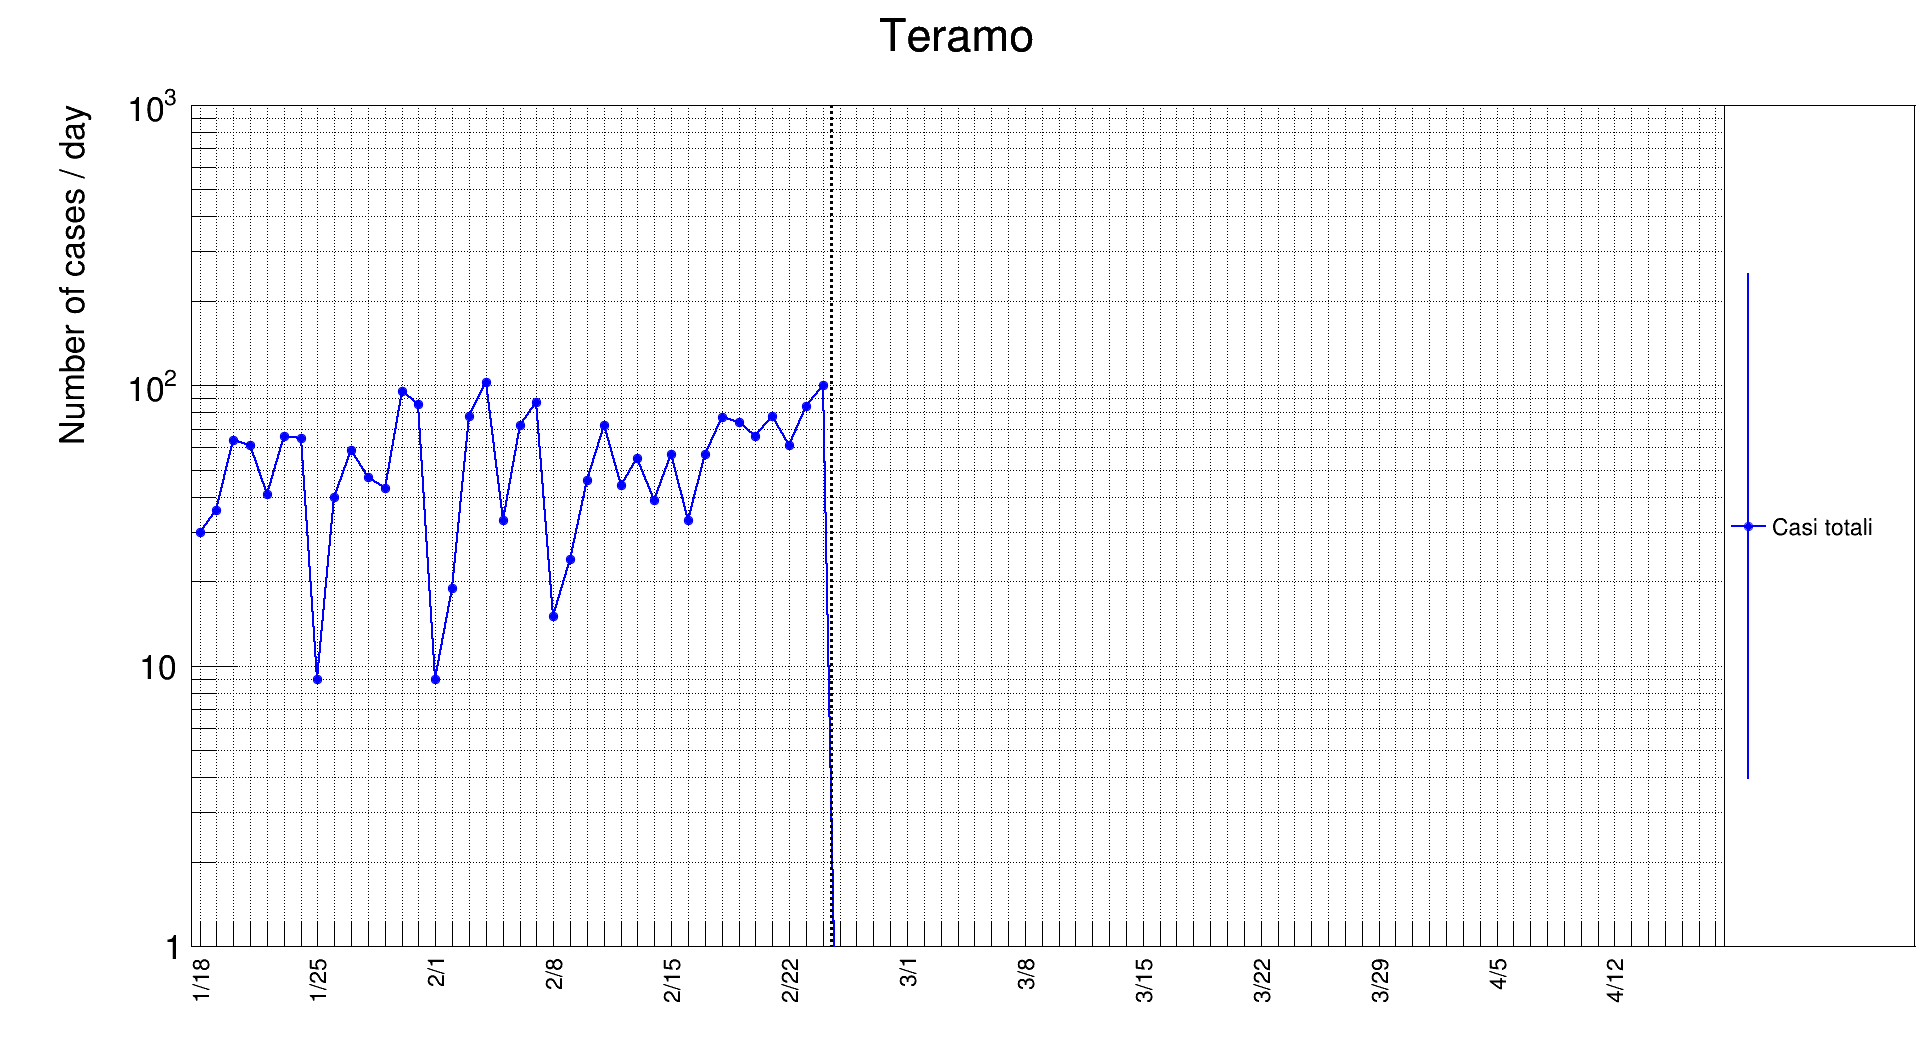 Teramo
Number of cases / day
10³
10²
10
1
1/18 1/25 2/1 2/8 2/15 2/22 3/1 3/8 3/15 3/22 3/29 4/5 4/12
Casi totali